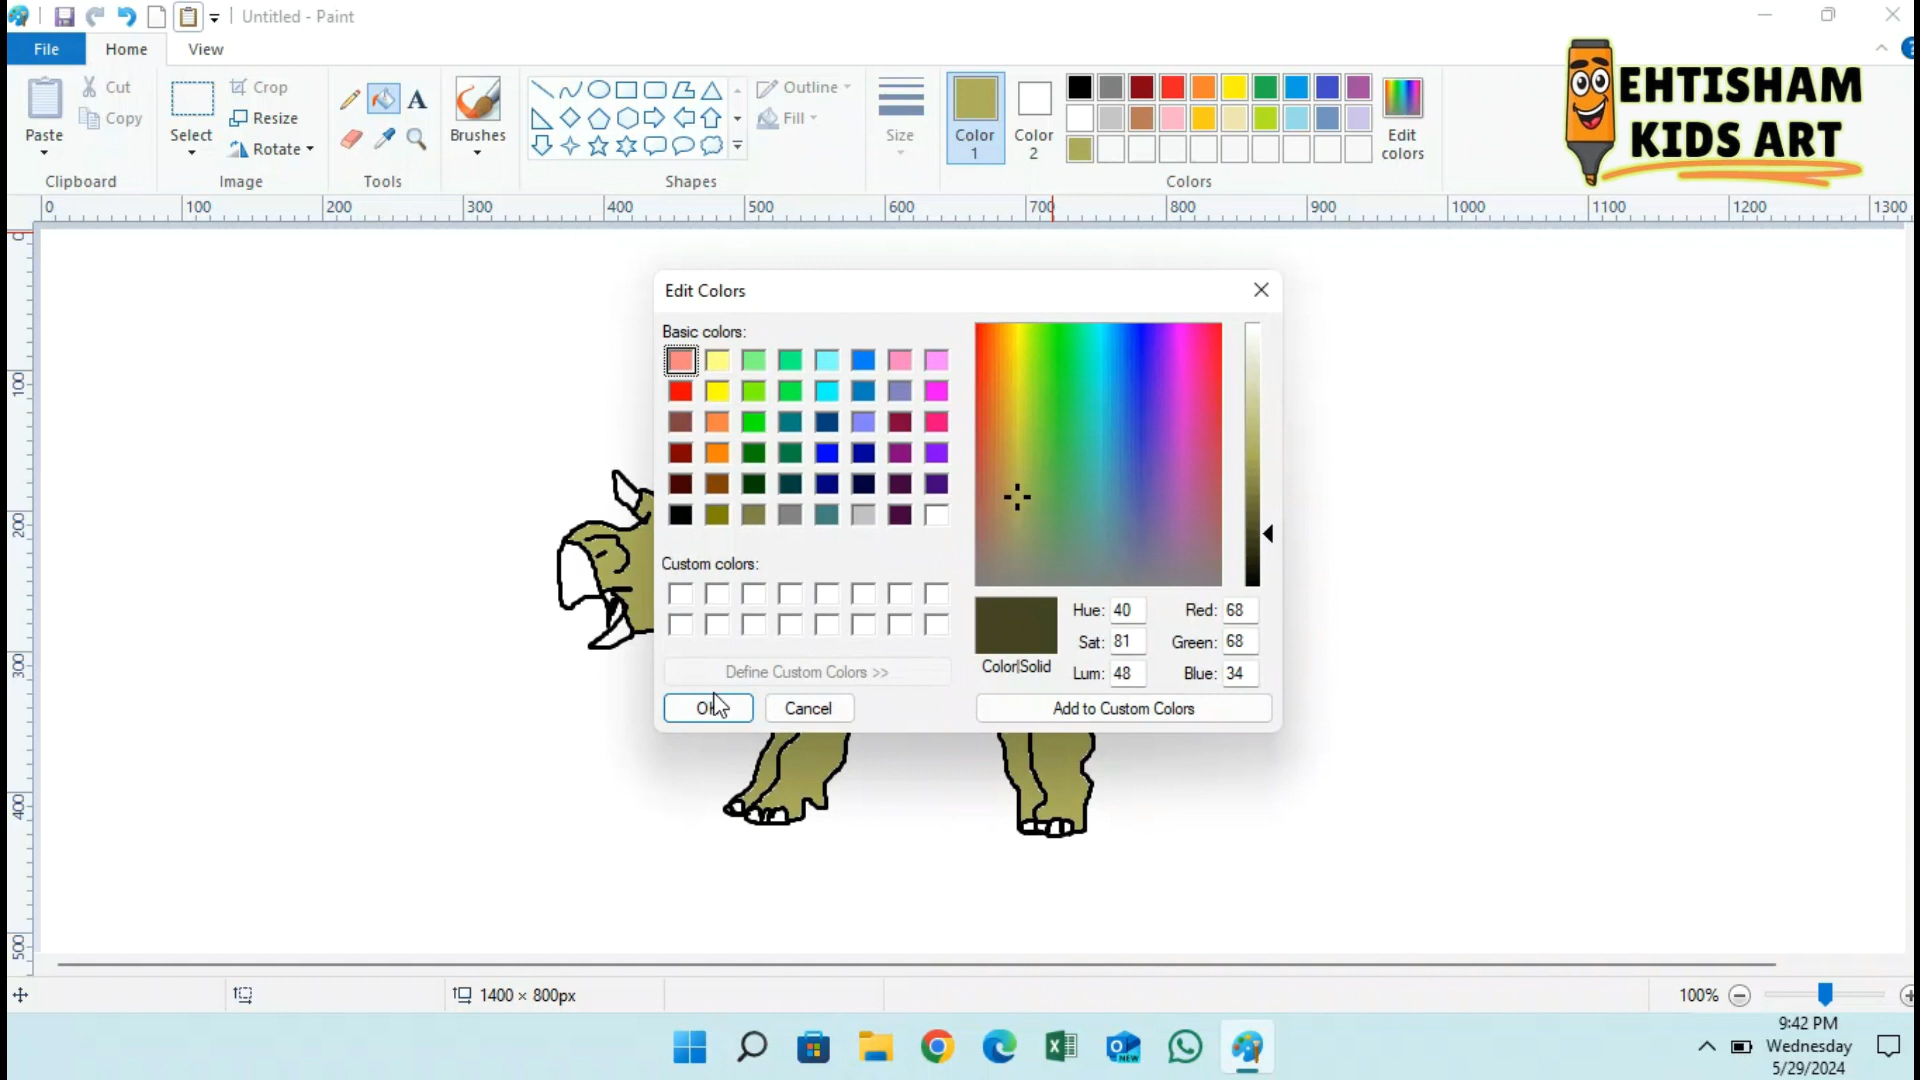 Untitled - Paint
File
Home
View
Paste
Cut
Copy
Clipboard
Select
Crop
Resize
Rotate
Image
A
Tools
Brushes
Shapes
Outline
Fill
Size
Color 1
Color 2
Colors
Edit colors
EHTISHAM
KIDS ART
0 100 200 300 400 500 600 700 800 900 1000 1100 1200 1300
0
100
200
300
400
500
Edit Colors
Basic colors:
Custom colors:
Define Custom Colors >>
OK
Cancel
Hue: 40
Sat: 81
Lum: 48
Red: 68
Green: 68
Blue: 34
Color|Solid
Add to Custom Colors
1400 × 800px
100%
NEW
9:42 PM
Wednesday
5/29/2024